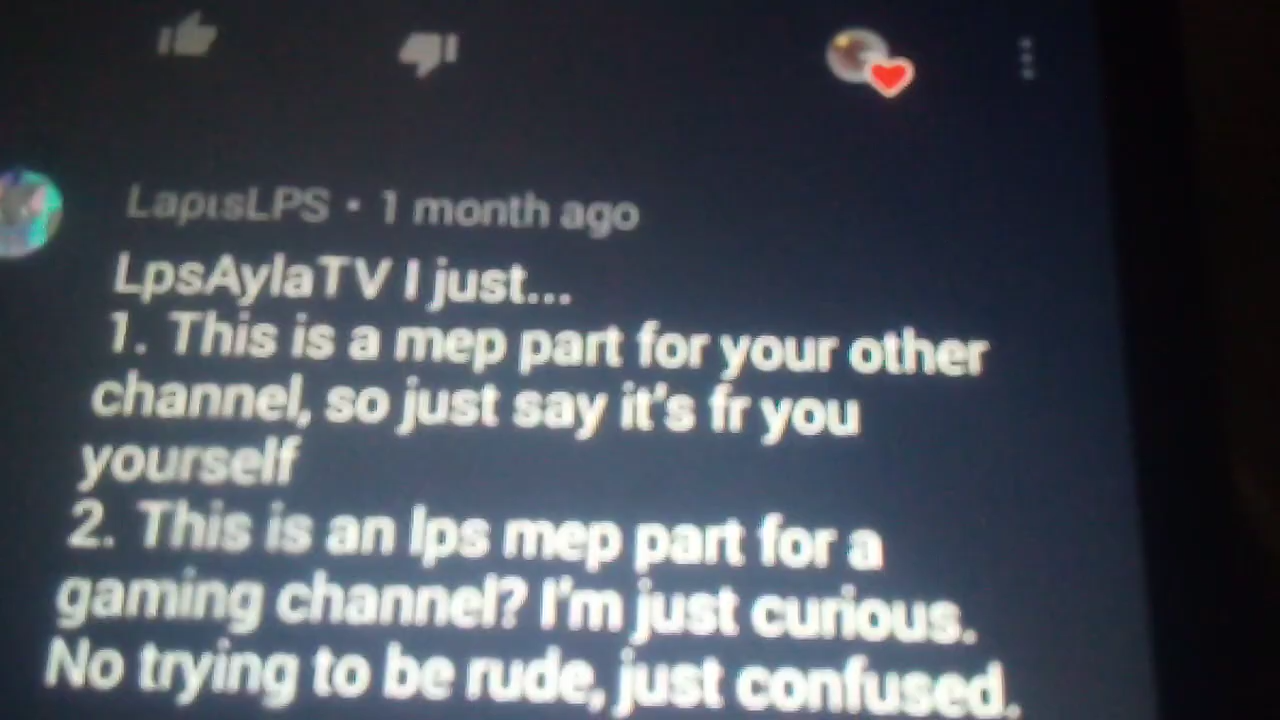 LapιsLPS • 1 month ago
LpsAylaTV I just...
1. This is a mep part for your other
channel, so just say it's fr you
yourself
2. This is an lps mep part for a
gaming channel? I'm just curious.
No trying to be rude, just confused.